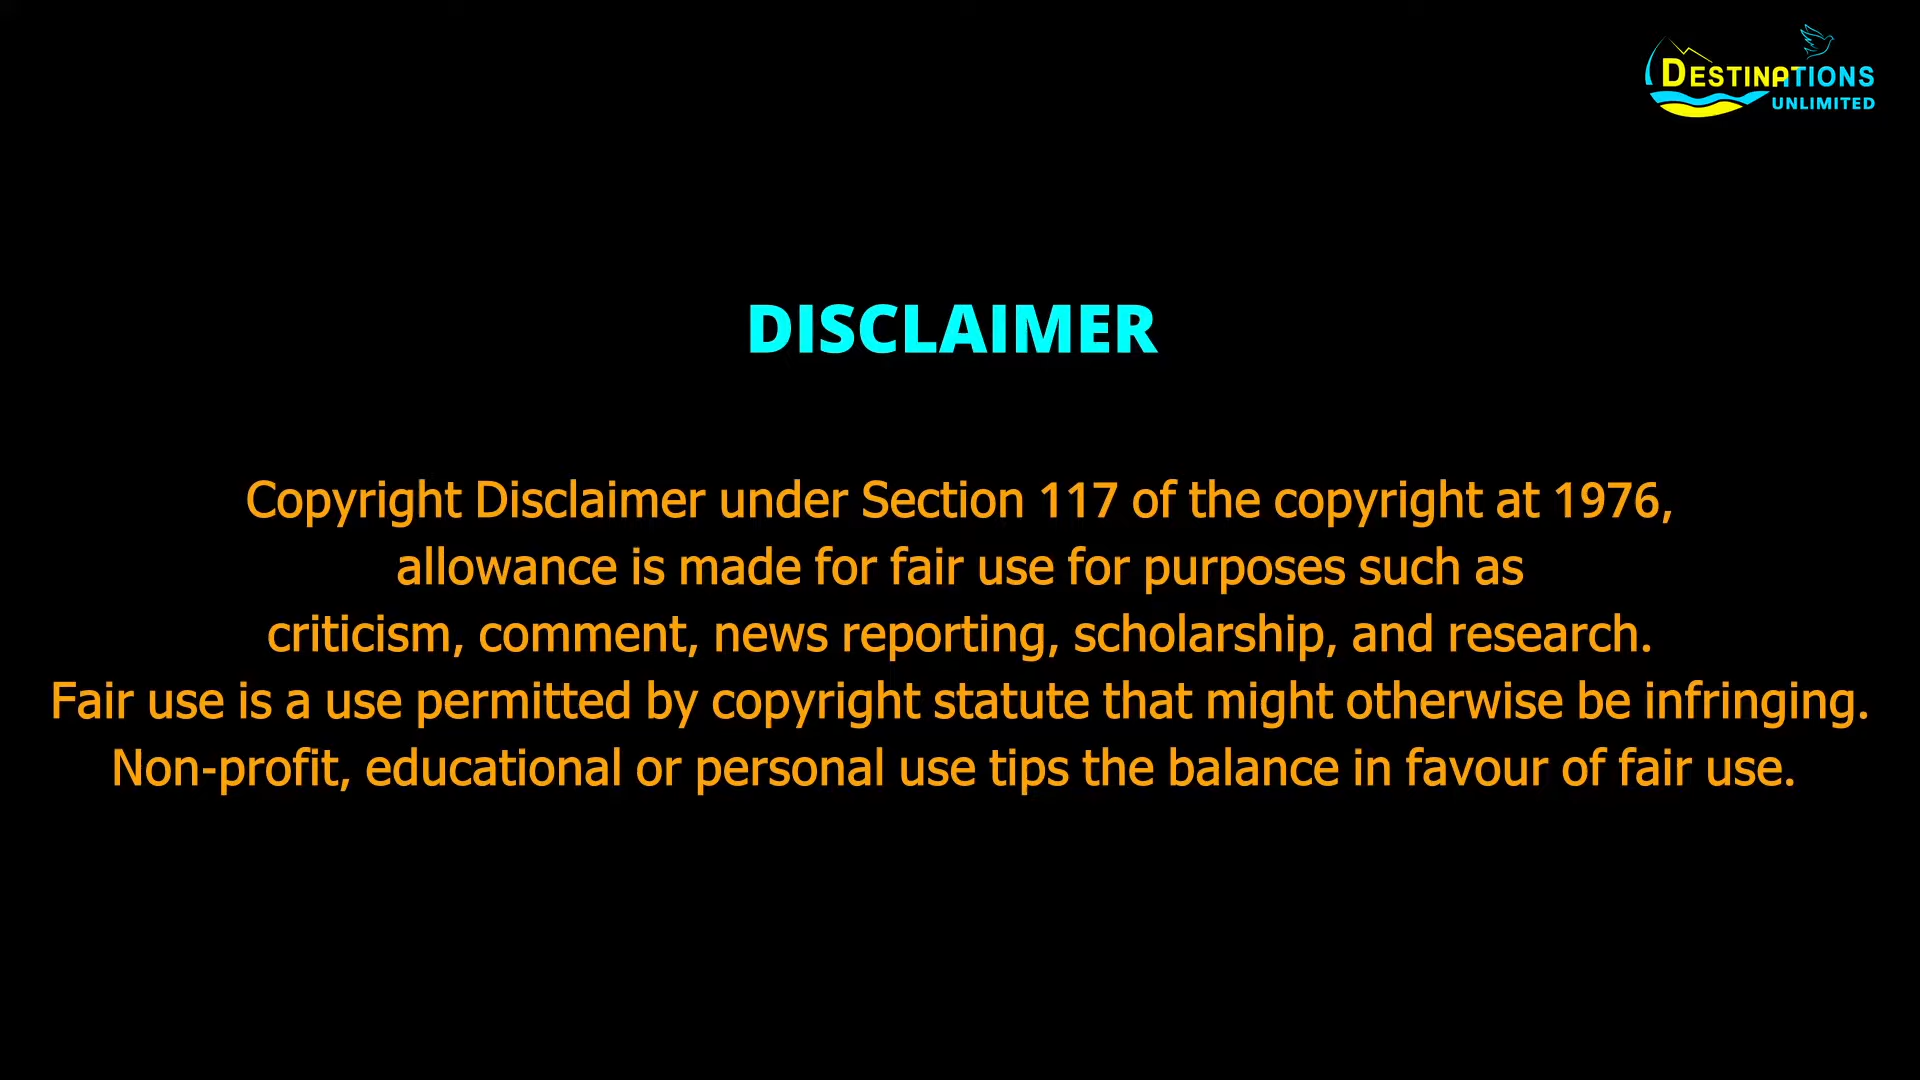 DESTINATIONS
UNLIMITED
DISCLAIMER
Copyright Disclaimer under Section 117 of the copyright at 1976,
allowance is made for fair use for purposes such as
criticism, comment, news reporting, scholarship, and research.
Fair use is a use permitted by copyright statute that might otherwise be infringing.
Non-profit, educational or personal use tips the balance in favour of fair use.